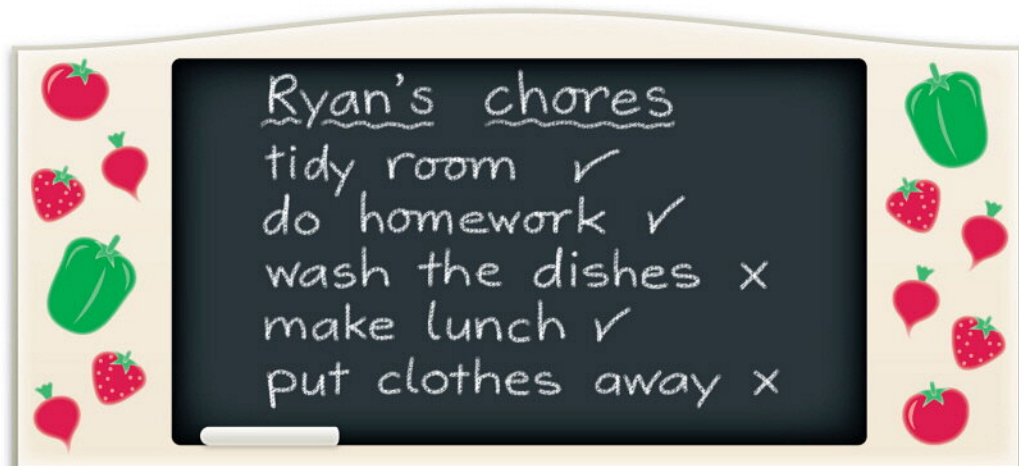 Ryan's chores
tidy room ✓
do homework ✓
wash the dishes x
make lunch ✓
put clothes away x